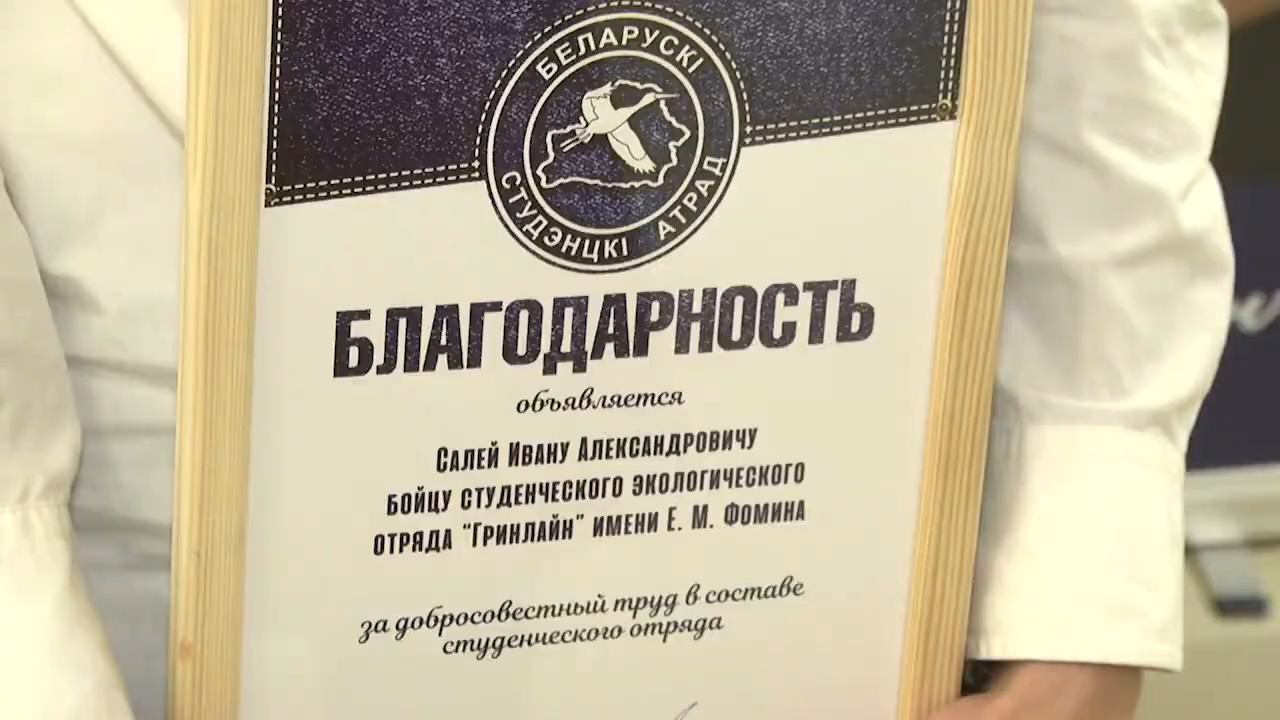 БЕЛАРУСКІ
СТУДЭНЦКІ АТРАД
БЛАГОДАРНОСТЬ
объявляется
Салей Ивану Александровичу
бойцу студенческого экологического
отряда "Гринлайн" имени Е. М. Фомина
за добросовестный труд в составе
студенческого отряда